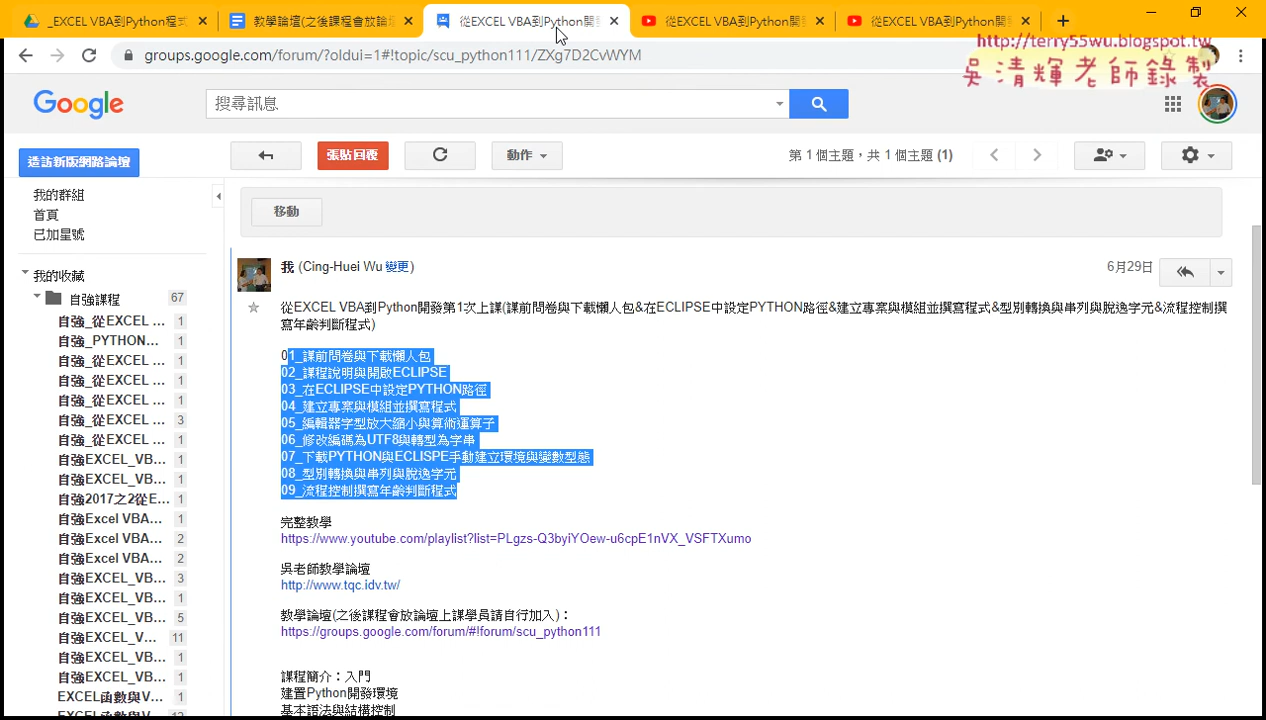 _EXCEL VBA到Python程式
教學論壇(之後課程會放論壇
從EXCEL VBA到Python開發
從EXCEL VBA到Python開發
從EXCEL VBA到Python開發
groups.google.com/forum/?oldui=1#!topic/scu_python111/ZXg7D2CvWYM
http://terry55wu.blogspot.tw
吳清輝老師錄製
Google
搜尋訊息
造訪新版網路論壇
張貼回覆
動作
第 1 個主題，共 1 個主題 (1)
我的群組
首頁
已加星號
移動
我的收藏
自強課程 67
自強_從EXCEL ... 1
自強_PYTHON... 1
自強_從EXCEL ... 1
自強_從EXCEL ... 1
自強_從EXCEL ... 1
自強_從EXCEL ... 3
自強_從EXCEL ... 1
自強EXCEL_VB... 1
自強EXCEL_VB... 1
自強2017之2從E... 1
自強Excel VBA... 1
自強Excel VBA... 2
自強Excel VBA... 2
自強EXCEL_VB... 3
自強EXCEL_VB... 1
自強EXCEL_VB... 5
自強EXCEL_V... 11
自強EXCEL_VB... 1
自強EXCEL_VB... 1
EXCEL函數與V... 1
EXCEL函數與V... 12
我 (Cing-Huei Wu 變更)
6月29日
從EXCEL VBA到Python開發第1次上課(課前問卷與下載懶人包&在ECLIPSE中設定PYTHON路徑&建立專案與模組並撰寫程式&型別轉換與串列與脫逸字元&流程控制撰
寫年齡判斷程式)
01_課前問卷與下載懶人包
02_課程說明與開啟ECLIPSE
03_在ECLIPSE中設定PYTHON路徑
04_建立專案與模組並撰寫程式
05_編輯器字型放大縮小與算術運算子
06_修改編碼為UTF8與轉型為字串
07_下載PYTHON與ECLISPE手動建立環境與變數型態
08_型別轉換與串列與脫逸字元
09_流程控制撰寫年齡判斷程式
完整教學
https://www.youtube.com/playlist?list=PLgzs-Q3byiYOew-u6cpE1nVX_VSFTXumo
吳老師教學論壇
http://www.tqc.idv.tw/
教學論壇(之後課程會放論壇上課學員請自行加入)：
https://groups.google.com/forum/#!forum/scu_python111
課程簡介：入門
建置Python開發環境
基本語法與結構控制